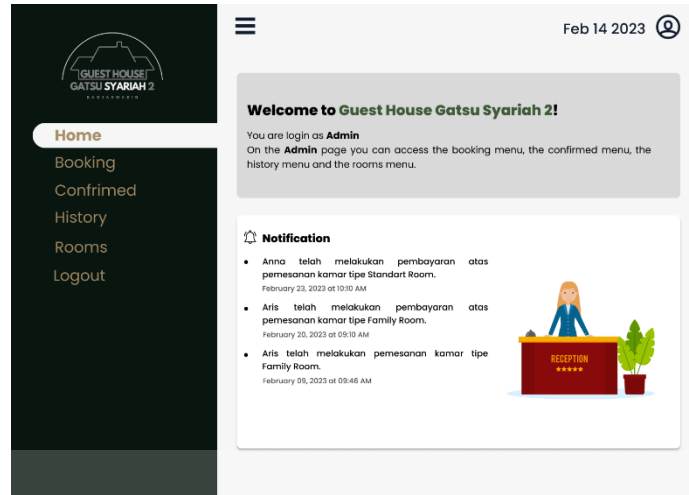 GUEST HOUSE
GATSU SYARIAH 2
BANJARMASIN
Home
Booking
Confrimed
History
Rooms
Logout
Feb 14 2023
Welcome to Guest House Gatsu Syariah 2!
You are login as Admin
On the Admin page you can access the booking menu, the confirmed menu, the
history menu and the rooms menu.
Notification
• Anna telah melakukan pembayaran atas
pemesanan kamar tipe Standart Room.
February 23, 2023 at 10:10 AM
• Aris telah melakukan pembayaran atas
pemesanan kamar tipe Family Room.
February 20, 2023 at 09:10 AM
• Aris telah melakukan pemesanan kamar tipe
Family Room.
February 09, 2023 at 09:46 AM
RECEPTION